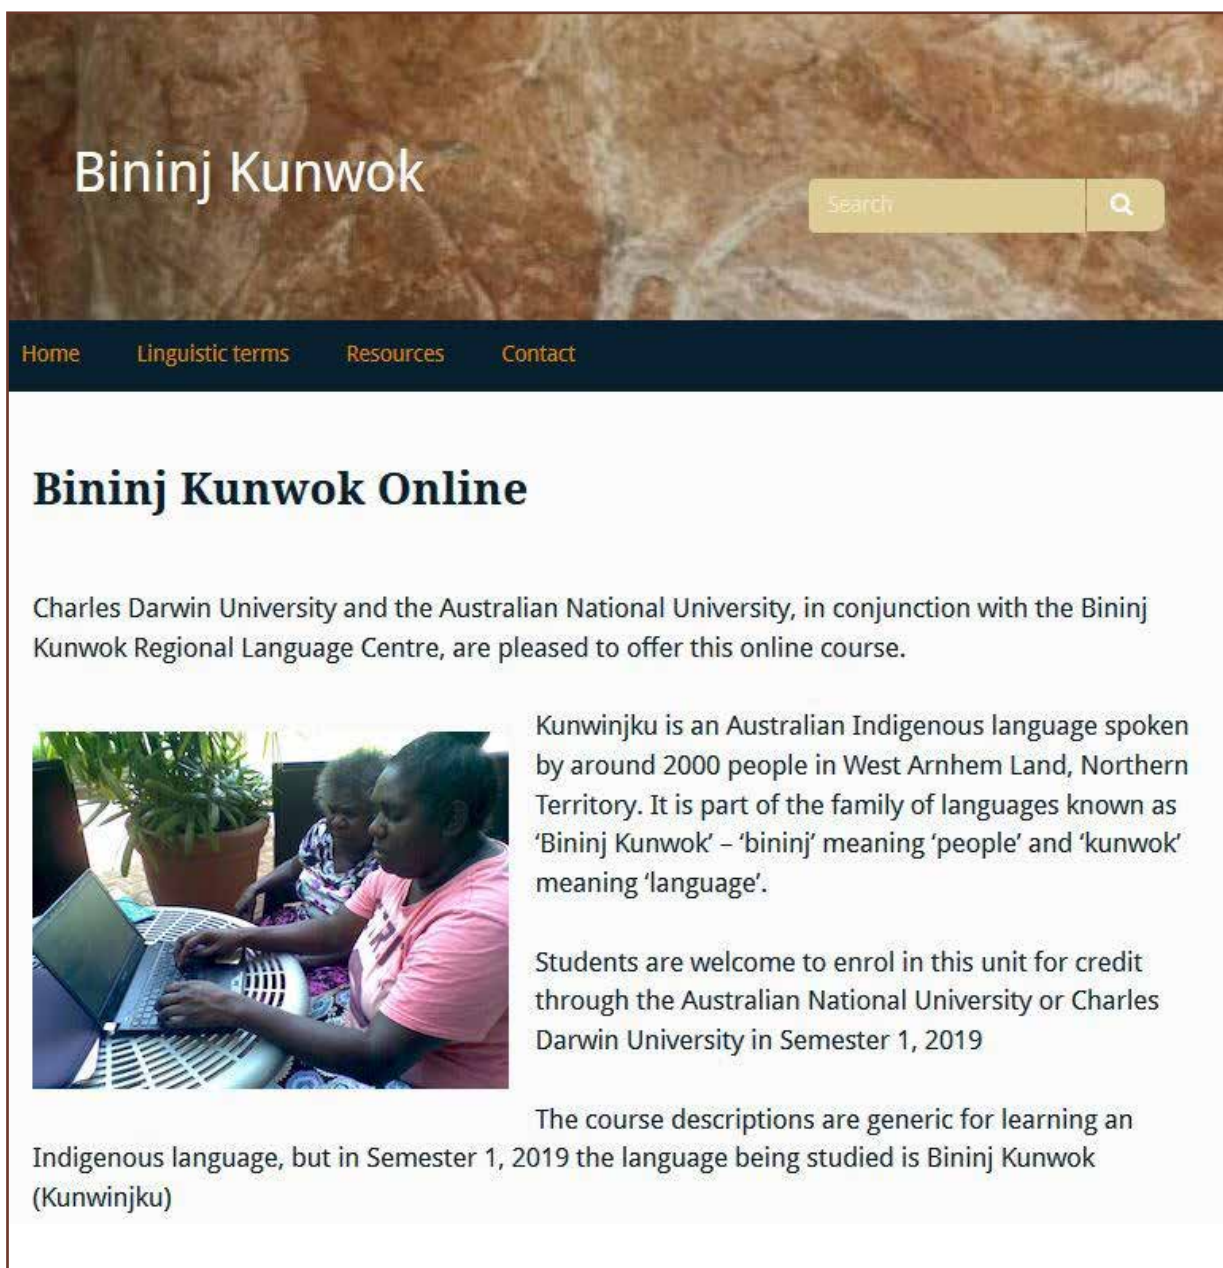 Bininj Kunwok
Search
Home Linguistic terms Resources Contact
Bininj Kunwok Online
Charles Darwin University and the Australian National University, in conjunction with the Bininj
Kunwok Regional Language Centre, are pleased to offer this online course.
Kunwinjku is an Australian Indigenous language spoken
by around 2000 people in West Arnhem Land, Northern
Territory. It is part of the family of languages known as
‘Bininj Kunwok’ – ‘bininj’ meaning ‘people’ and ‘kunwok’
meaning ‘language’.
Students are welcome to enrol in this unit for credit
through the Australian National University or Charles
Darwin University in Semester 1, 2019
The course descriptions are generic for learning an
Indigenous language, but in Semester 1, 2019 the language being studied is Bininj Kunwok
(Kunwinjku)